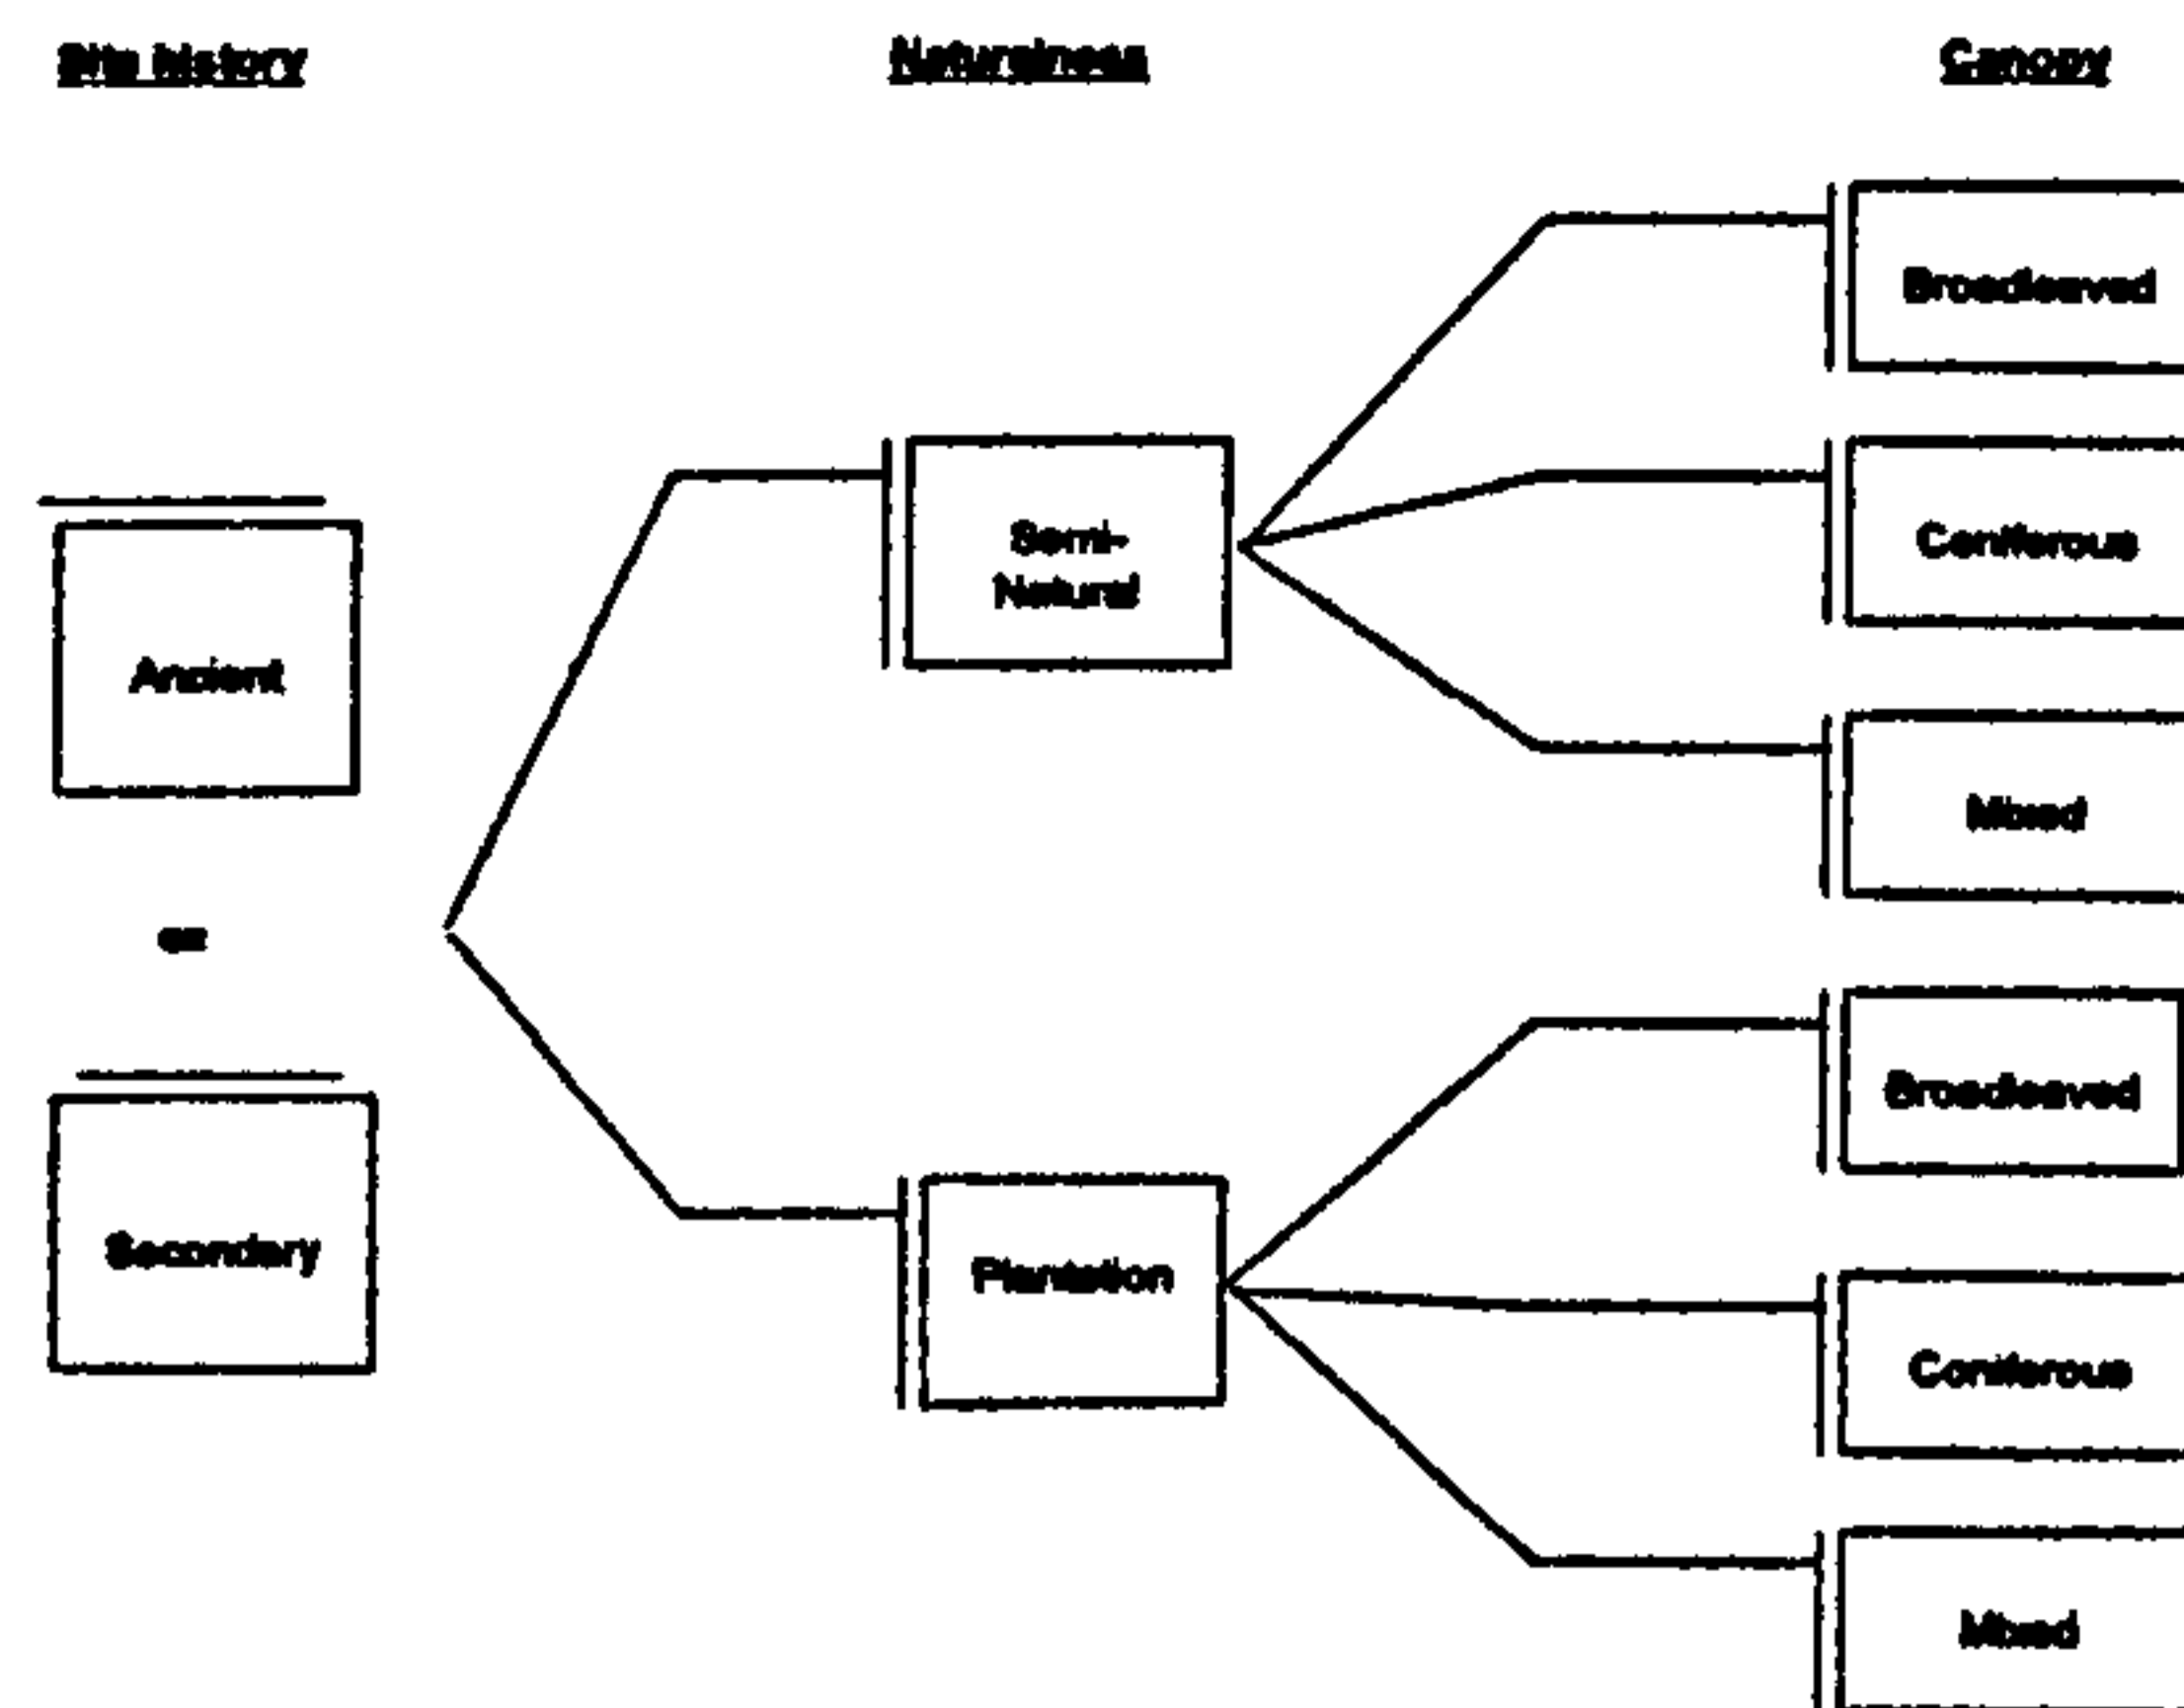 Site history
Naturalness
Canopy
Broadleaved
Semi-
Natural
Coniferous
Ancient
Mixed
or
Broadleaved
Secondary
Plantation
Coniferous
Mixed